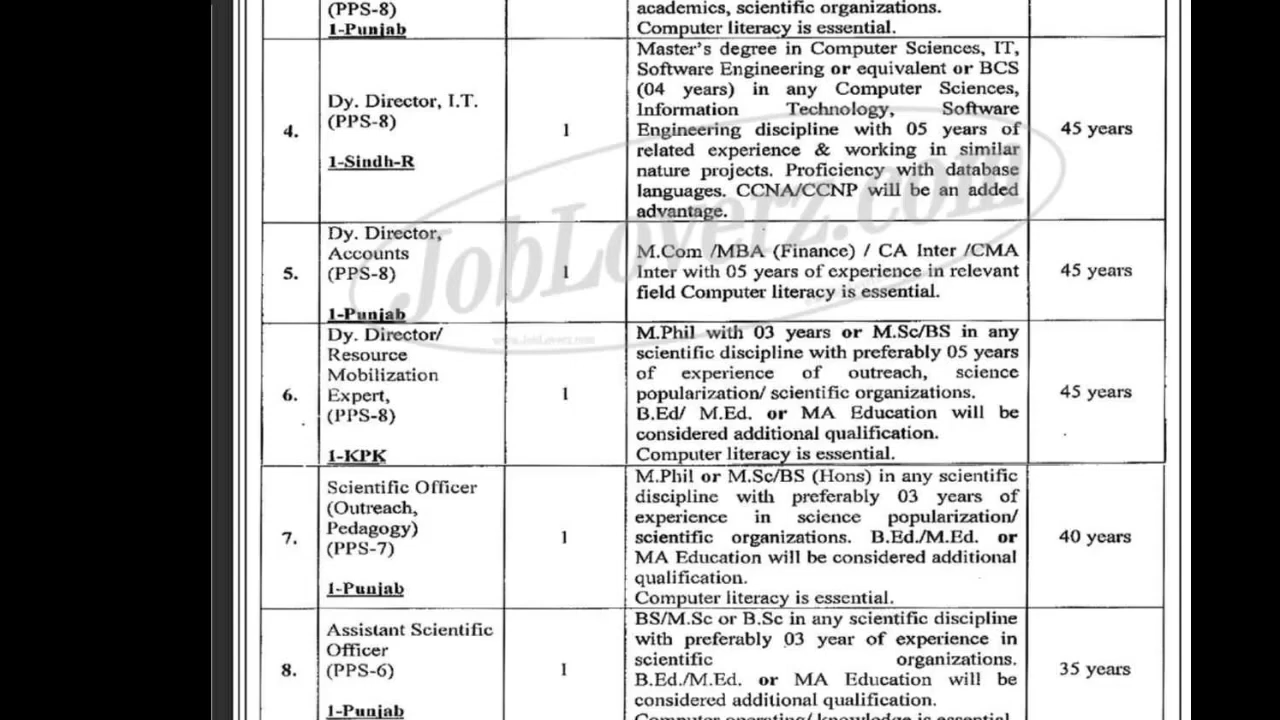 (PPS-8)
1-Punjab
academics, scientific organizations.
Computer literacy is essential.
4.
Dy. Director, I.T.
(PPS-8)
1-Sindh-R
1
Master's degree in Computer Sciences, IT,
Software Engineering or equivalent or BCS
(04 years) in any Computer Sciences,
Information Technology, Software
Engineering discipline with 05 years of
related experience & working in similar
nature projects. Proficiency with database
languages. CCNA/CCNP will be an added
advantage.
45 years
5.
Dy. Director,
Accounts
(PPS-8)
1-Punjab
1
M.Com /MBA (Finance) / CA Inter /CMA
Inter with 05 years of experience in relevant
field Computer literacy is essential.
45 years
6.
Dy. Director/
Resource
Mobilization
Expert,
(PPS-8)
1-KPK
1
M.Phil with 03 years or M.Sc/BS in any
scientific discipline with preferably 05 years
of experience of outreach, science
popularization/ scientific organizations.
B.Ed/ M.Ed. or MA Education will be
considered additional qualification.
Computer literacy is essential.
45 years
7.
Scientific Officer
(Outreach,
Pedagogy)
(PPS-7)
1-Punjab
1
M.Phil or M.Sc/BS (Hons) in any scientific
discipline with preferably 03 years of
experience in science popularization/
scientific organizations. B.Ed./M.Ed. or
MA Education will be considered additional
qualification.
Computer literacy is essential.
40 years
8.
Assistant Scientific
Officer
(PPS-6)
1-Punjab
1
BS/M.Sc or B.Sc in any scientific discipline
with preferably 03 year of experience in
scientific organizations.
B.Ed./M.Ed. or MA Education will be
considered additional qualification.
Computer operating/ knowledge is essential
35 years
JobLoverz.com
www.JobLoverz.com